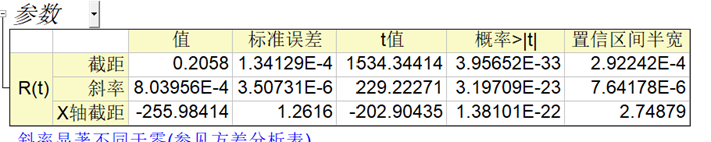 参数
值 标准误差 t值 概率>|t| 置信区间半宽
R(t) 截距 0.2058 1.34129E-4 1534.34414 3.95652E-33 2.92242E-4
斜率 8.03956E-4 3.50731E-6 229.22271 3.19709E-23 7.64178E-6
X轴截距 -255.98414 1.2616 -202.90435 1.38101E-22 2.74879
斜率显著不同于零(参见方差分析表)